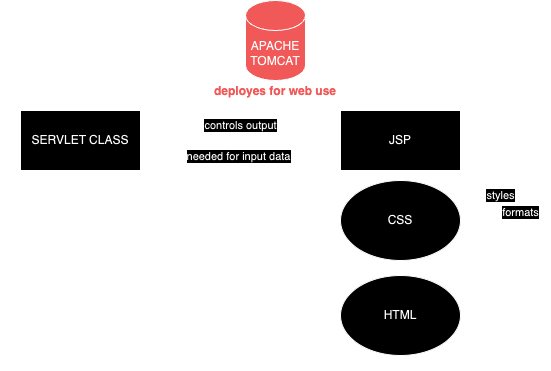 APACHE
TOMCAT
deployes for web use
controls output
SERVLET CLASS
JSP
needed for input data
styles
formats
CSS
HTML